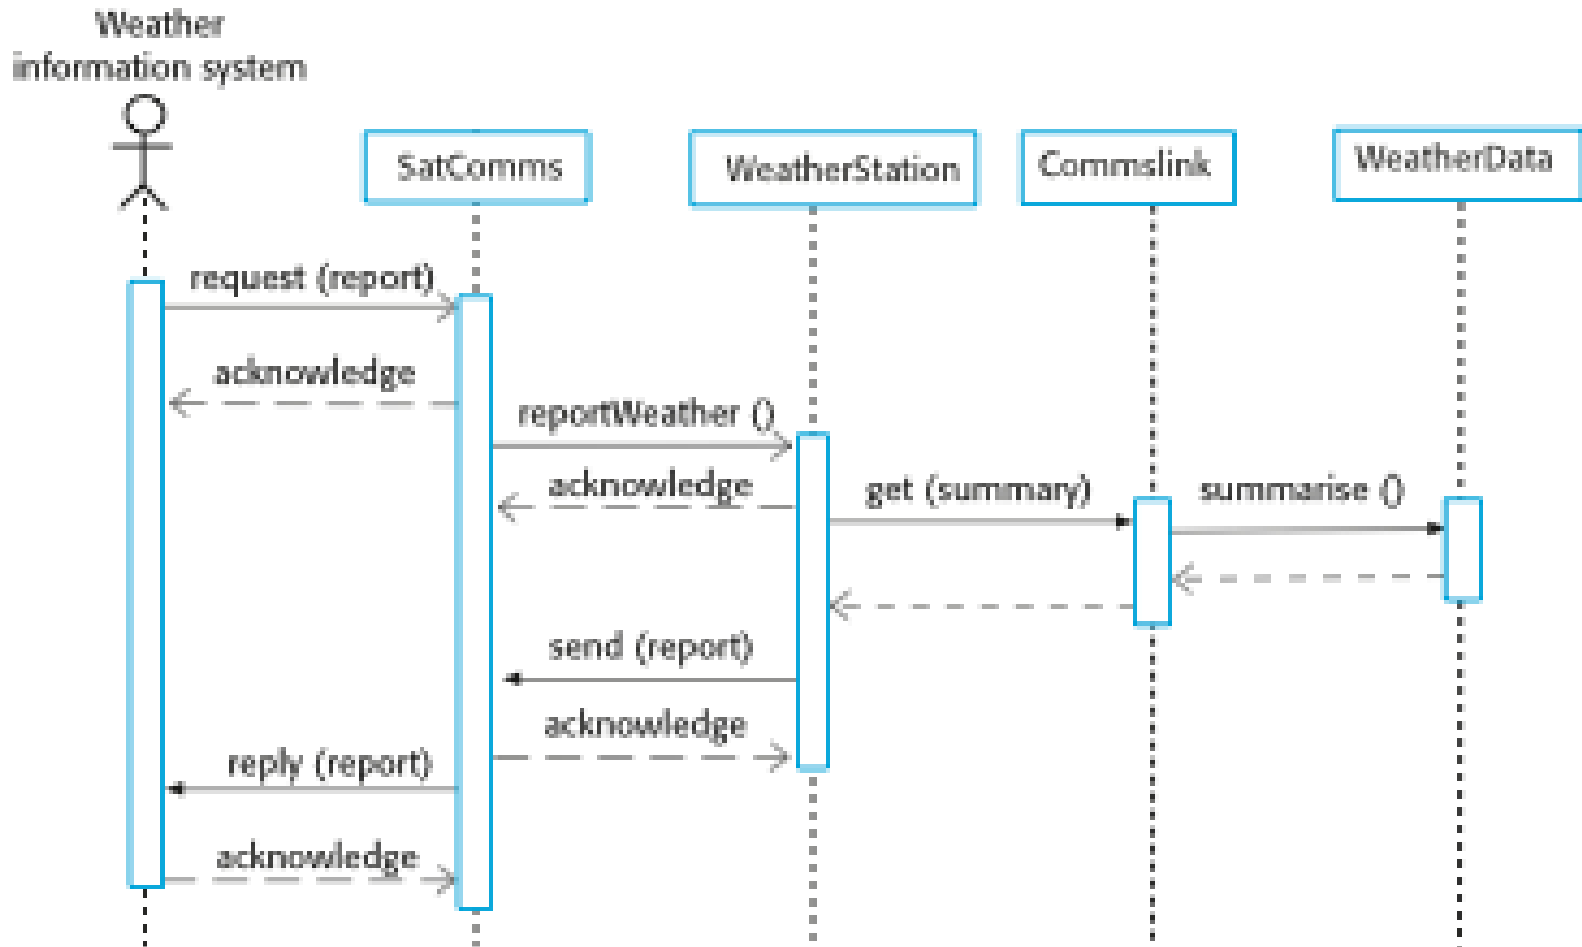 Weather
information system
SatComms
WeatherStation
Commslink
WeatherData
request (report)
acknowledge
reportWeather ()
acknowledge
get (summary)
summarise ()
send (report)
acknowledge
reply (report)
acknowledge